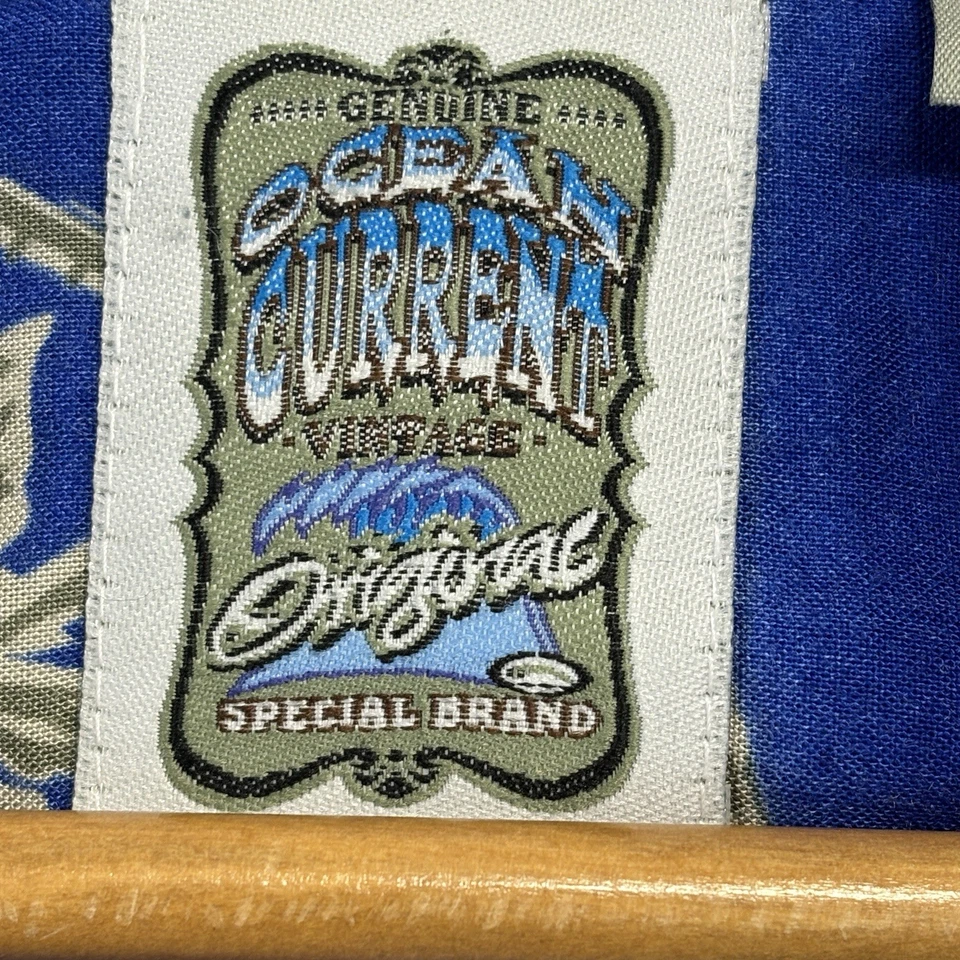 GENUINE
OCEAN
CURRENT
·VINTAGE·
Original
SPECIAL BRAND